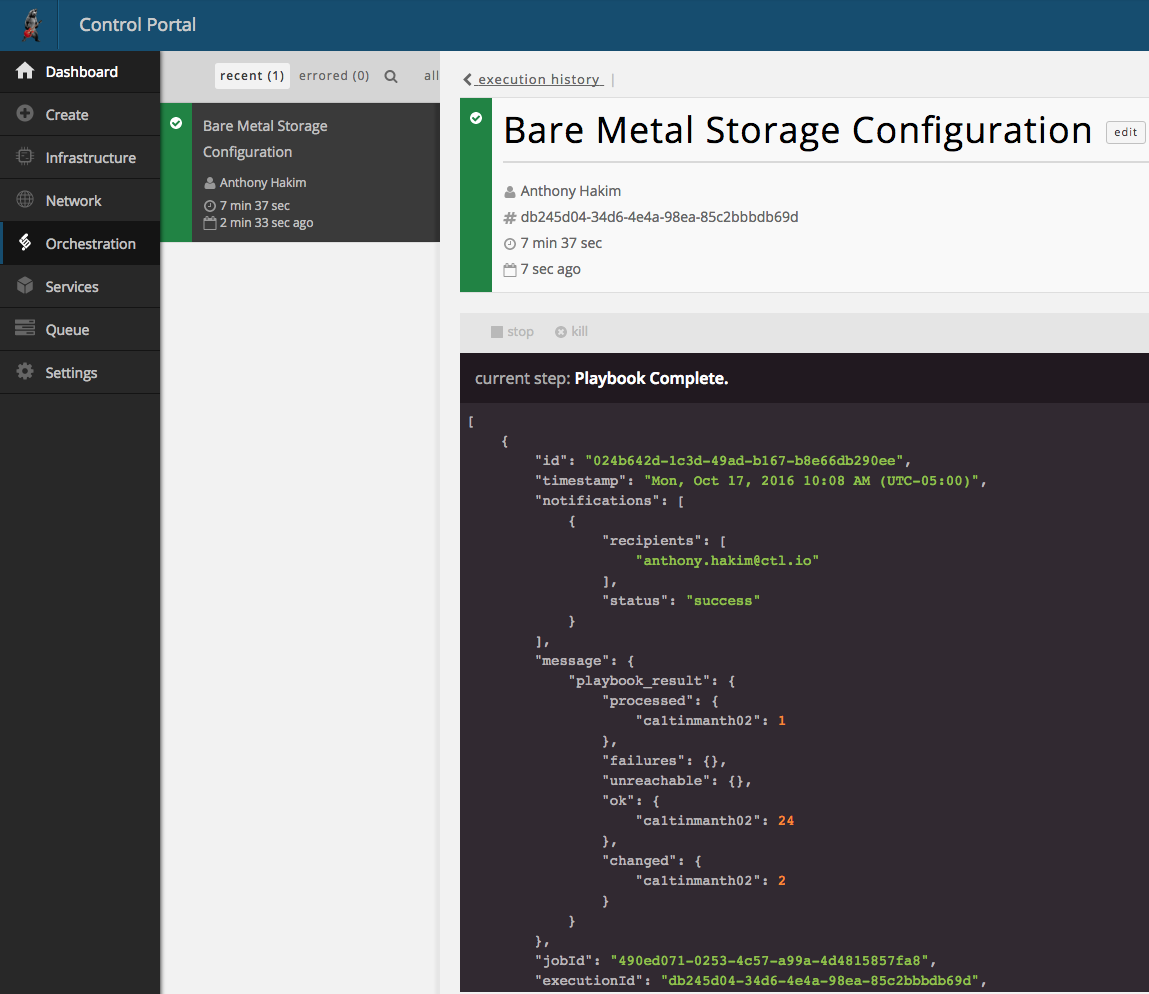 Control Portal
Dashboard
Create
Infrastructure
Network
Orchestration
Services
Queue
Settings
recent (1) errored (0) all
Bare Metal Storage
Configuration
Anthony Hakim
7 min 37 sec
2 min 33 sec ago
execution history |
Bare Metal Storage Configuration edit
Anthony Hakim
# db245d04-34d6-4e4a-98ea-85c2bbbdb69d
7 min 37 sec
7 sec ago
stop kill
current step: Playbook Complete.
[
{
"id": "024b642d-1c3d-49ad-b167-b8e66db290ee",
"timestamp": "Mon, Oct 17, 2016 10:08 AM (UTC-05:00)",
"notifications": [
{
"recipients": [
"anthony.hakim@ctl.io"
],
"status": "success"
}
],
"message": {
"playbook_result": {
"processed": {
"ca1tinmanth02": 1
},
"failures": {},
"unreachable": {},
"ok": {
"ca1tinmanth02": 24
},
"changed": {
"ca1tinmanth02": 2
}
}
},
"jobId": "490ed071-0253-4c57-a99a-4d4815857fa8",
"executionId": "db245d04-34d6-4e4a-98ea-85c2bbbdb69d",